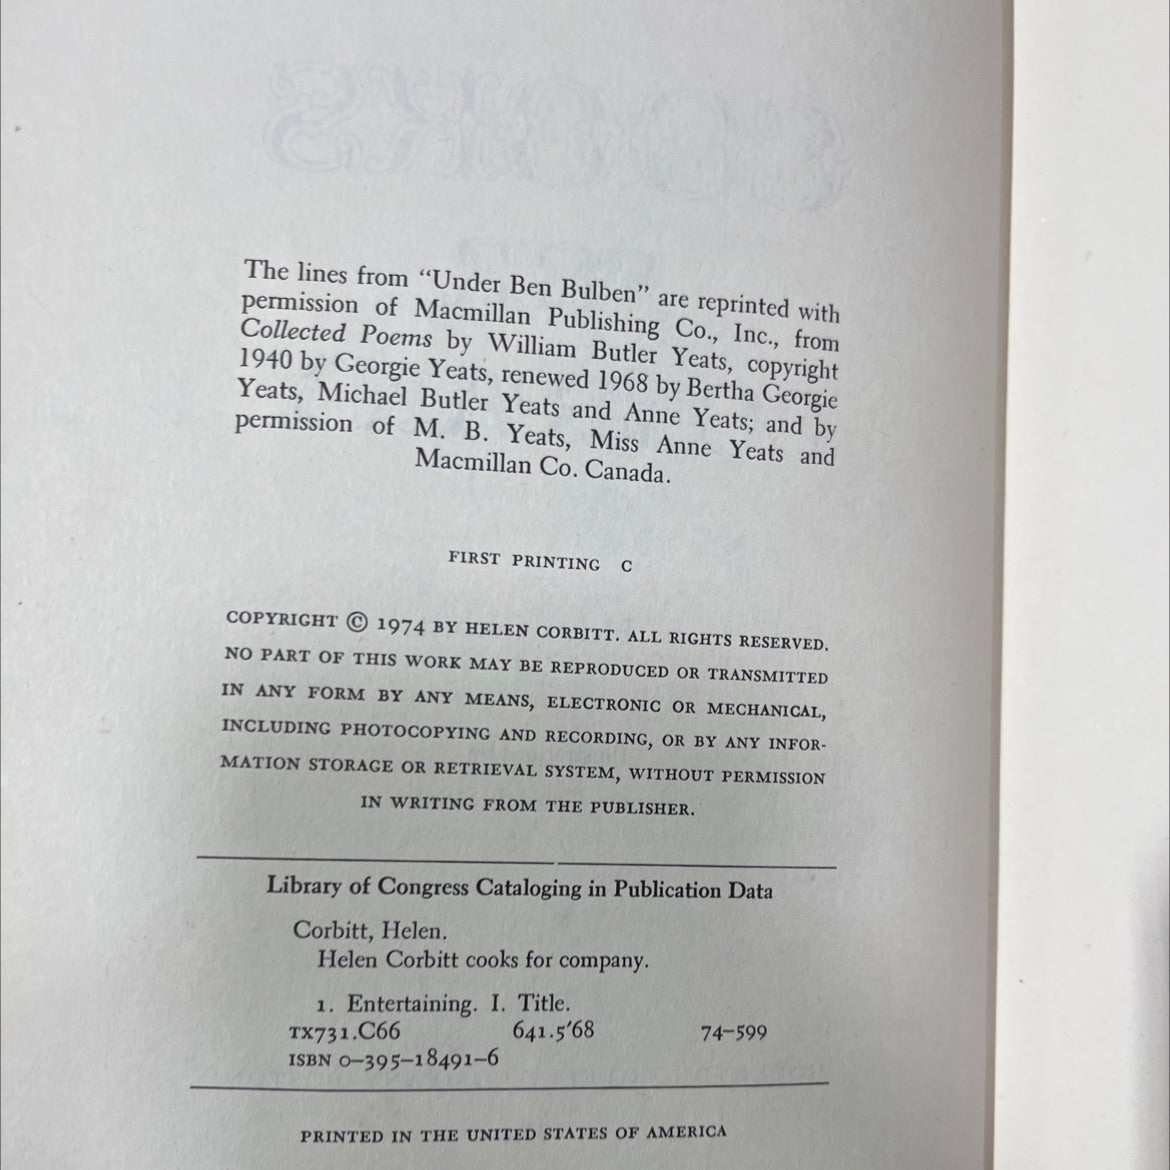 The lines from “Under Ben Bulben” are reprinted with
permission of Macmillan Publishing Co., Inc., from
Collected Poems by William Butler Yeats, copyright
1940 by Georgie Yeats, renewed 1968 by Bertha Georgie
Yeats, Michael Butler Yeats and Anne Yeats; and by
permission of M. B. Yeats, Miss Anne Yeats and
Macmillan Co. Canada.
FIRST PRINTING C
COPYRIGHT © 1974 BY HELEN CORBITT. ALL RIGHTS RESERVED.
NO PART OF THIS WORK MAY BE REPRODUCED OR TRANSMITTED
IN ANY FORM BY ANY MEANS, ELECTRONIC OR MECHANICAL,
INCLUDING PHOTOCOPYING AND RECORDING, OR BY ANY INFOR-
MATION STORAGE OR RETRIEVAL SYSTEM, WITHOUT PERMISSION
IN WRITING FROM THE PUBLISHER.
Library of Congress Cataloging in Publication Data
Corbitt, Helen.
Helen Corbitt cooks for company.
1. Entertaining. I. Title.
TX731.C66 641.5′68 74–599
ISBN 0–395–18491–6
PRINTED IN THE UNITED STATES OF AMERICA